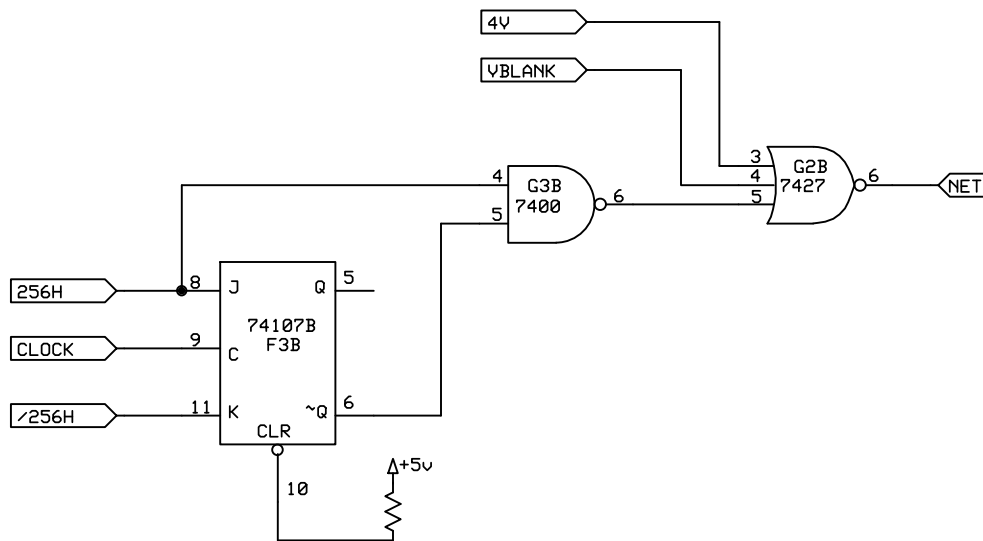 4V
VBLANK
3
G2B
4
7427
6
5
NET
4
G3B
7400
6
5
256H
8
J
Q
5
74107B
F3B
CLOCK
9
C
/256H
11
K
~Q
6
CLR
10
+5v